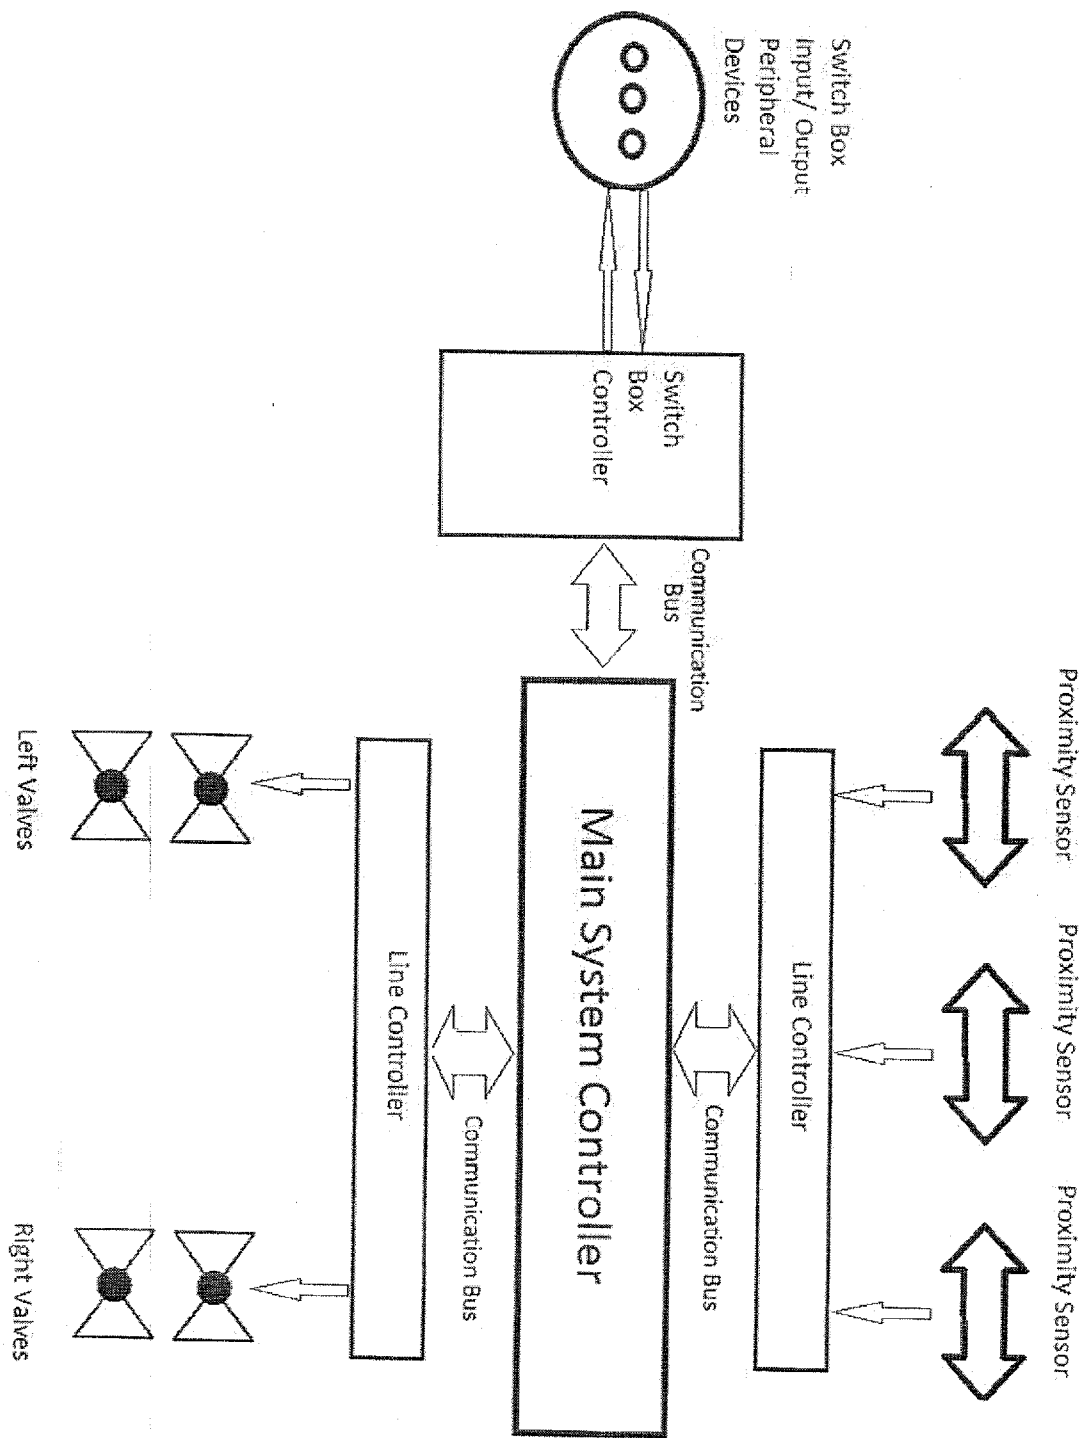 Proximity Sensor
Proximity Sensor
Proximity Sensor
Switch Box
Input/ Output
Peripheral
Devices
Line Controller
Communication
Bus
Communication Bus
Switch
Box
Controller
Main System Controller
Communication Bus
Line Controller
Left Valves
Right Valves